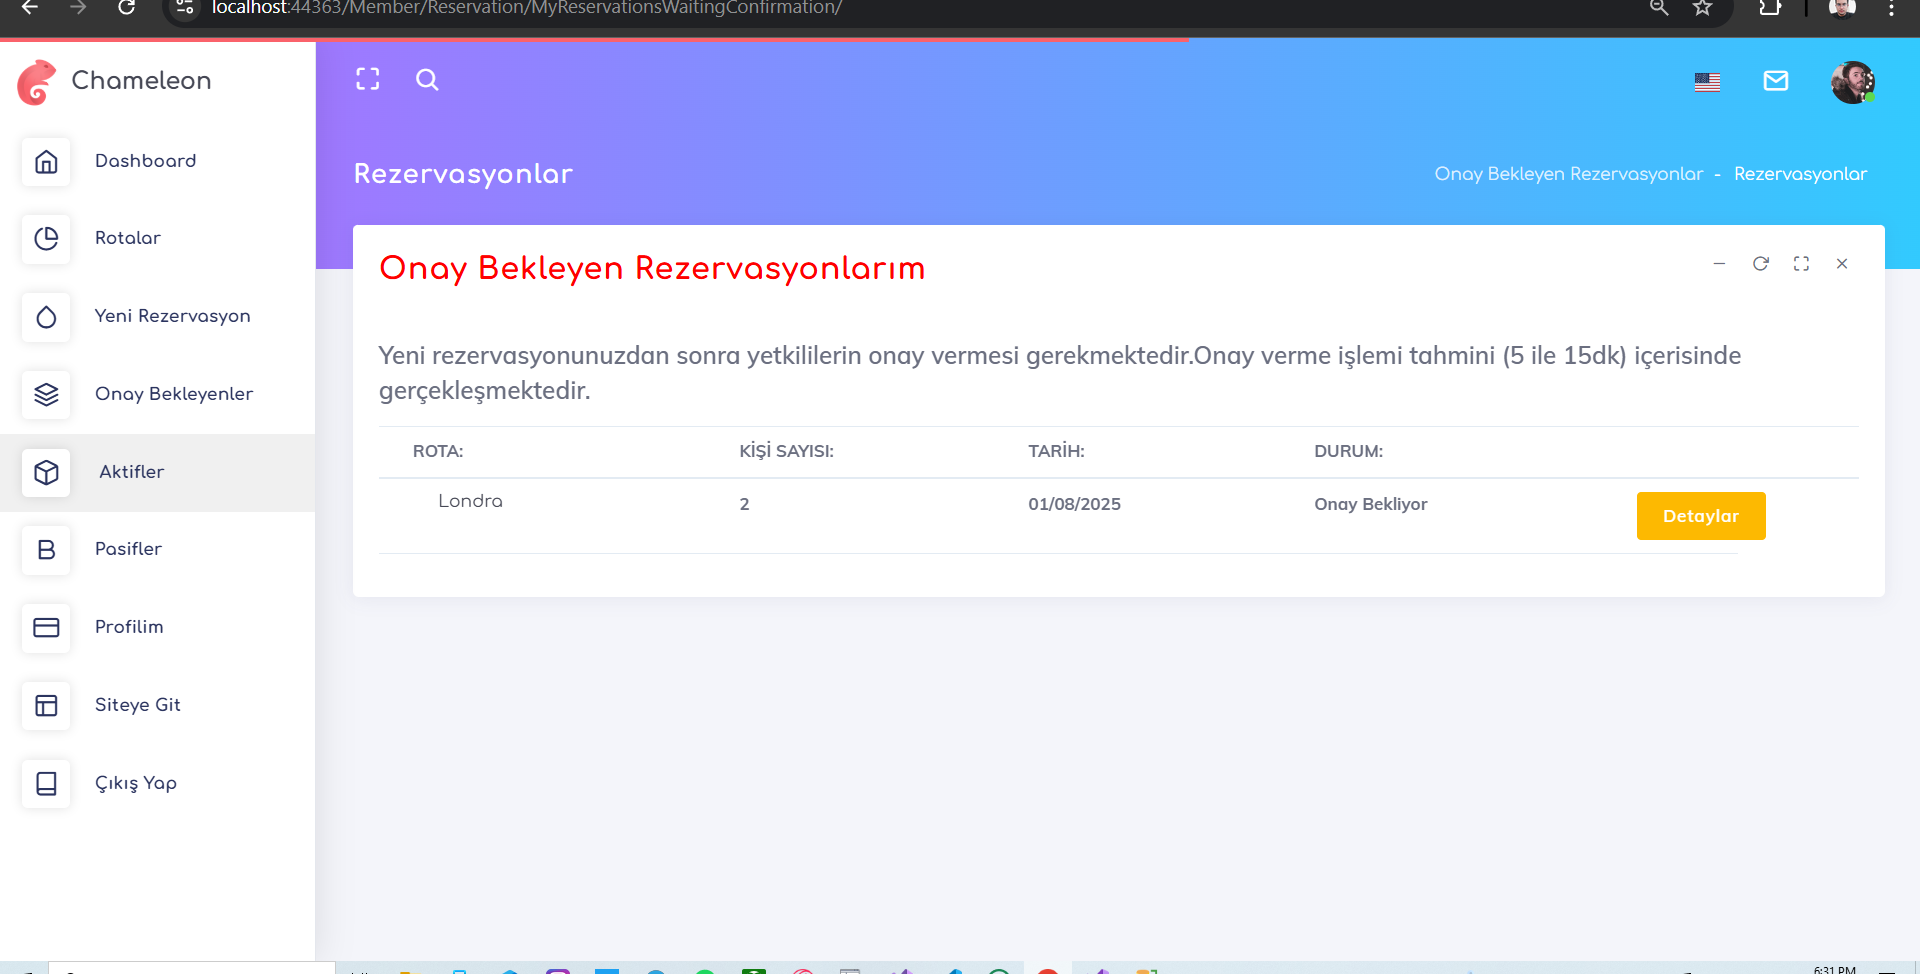 localhost:44363/Member/Reservation/MyReservationsWaitingConfirmation/
Chameleon
Dashboard
Rotalar
Yeni Rezervasyon
Onay Bekleyenler
Aktifler
Pasifler
Profilim
Siteye Git
Çıkış Yap
Rezervasyonlar
Onay Bekleyen Rezervasyonlar - Rezervasyonlar
Onay Bekleyen Rezervasyonlarım
Yeni rezervasyonunuzdan sonra yetkililerin onay vermesi gerekmektedir.Onay verme işlemi tahmini (5 ile 15dk) içerisinde
gerçekleşmektedir.
ROTA: KİŞİ SAYISI: TARİH: DURUM:
Londra 2 01/08/2025 Onay Bekliyor Detaylar
6:31 PM